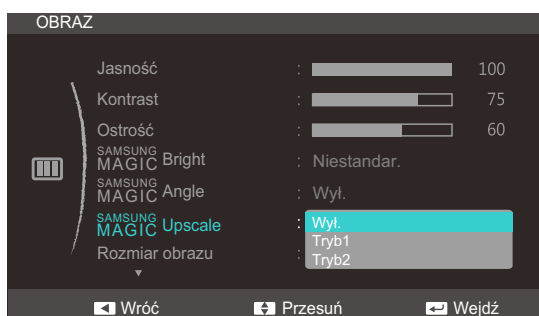 OBRAZ
Jasność : 100
Kontrast : 75
Ostrość : 60
SAMSUNG MAGIC Bright : Niestandar.
SAMSUNG MAGIC Angle : Wył.
SAMSUNG MAGIC Upscale : Wył.
Tryb1
Rozmiar obrazu : Tryb2
Wróć Przesuń Wejdź